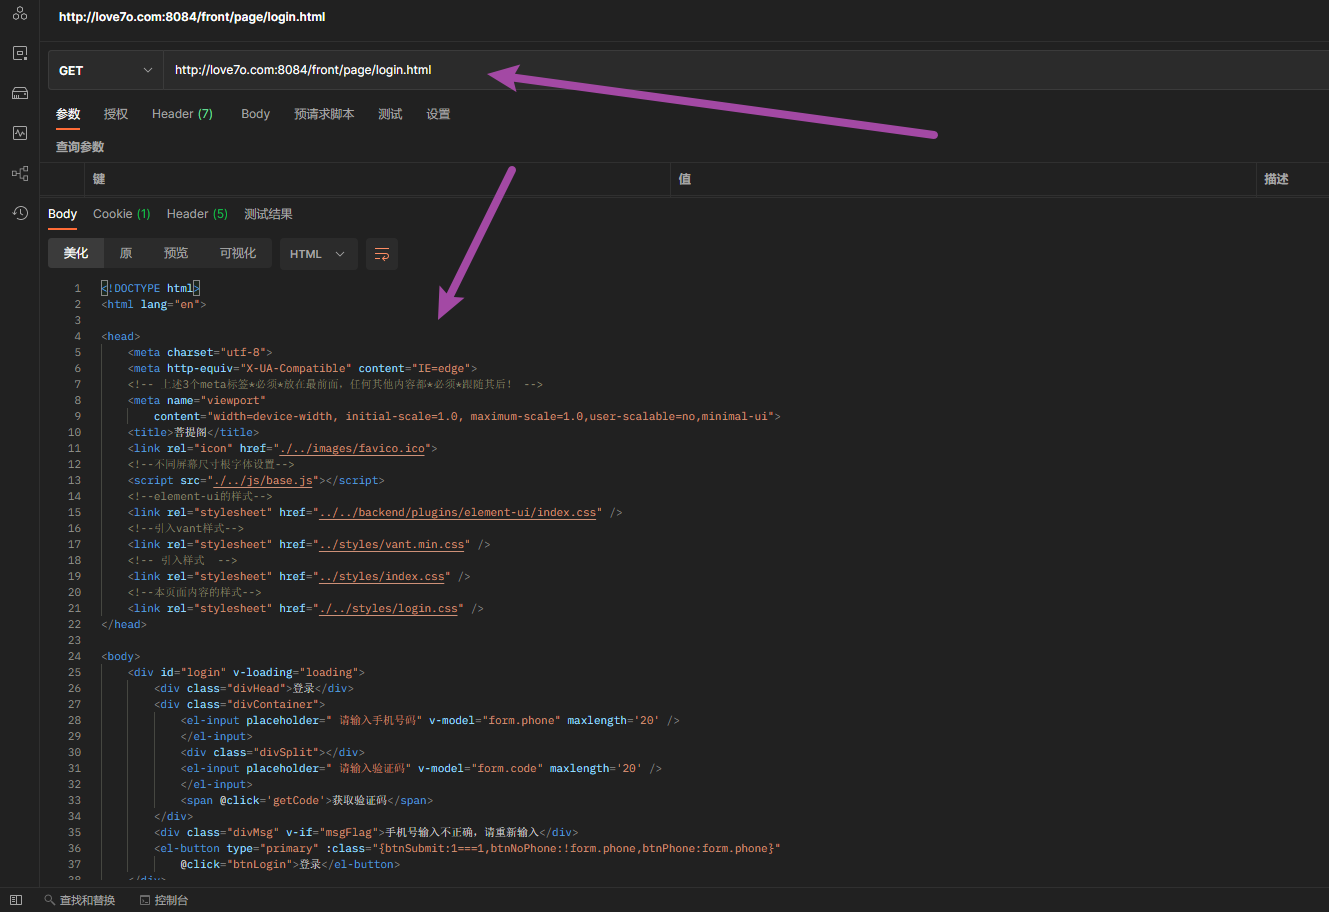 http://love7o.com:8084/front/page/login.html
GET http://love7o.com:8084/front/page/login.html
参数 授权 Header (7) Body 预请求脚本 测试 设置
查询参数
键 值 描述
Body Cookie (1) Header (5) 测试结果
美化 原 预览 可视化 HTML
1 <!DOCTYPE html>
2 <html lang="en">
3
4 <head>
5 <meta charset="utf-8">
6 <meta http-equiv="X-UA-Compatible" content="IE=edge">
7 <!-- 上述3个meta标签*必须*放在最前面，任何其他内容都*必须*跟随其后！ -->
8 <meta name="viewport"
9 content="width=device-width, initial-scale=1.0, maximum-scale=1.0,user-scalable=no,minimal-ui">
10 <title>菩提阁</title>
11 <link rel="icon" href="./../images/favico.ico">
12 <!--不同屏幕尺寸根字体设置-->
13 <script src="./../js/base.js"></script>
14 <!--element-ui的样式-->
15 <link rel="stylesheet" href="../../backend/plugins/element-ui/index.css" />
16 <!--引入vant样式-->
17 <link rel="stylesheet" href="../styles/vant.min.css" />
18 <!-- 引入样式  -->
19 <link rel="stylesheet" href="../styles/index.css" />
20 <!--本页面内容的样式-->
21 <link rel="stylesheet" href="./../styles/login.css" />
22 </head>
23
24 <body>
25 <div id="login" v-loading="loading">
26 <div class="divHead">登录</div>
27 <div class="divContainer">
28 <el-input placeholder=" 请输入手机号码" v-model="form.phone" maxlength='20' />
29 </el-input>
30 <div class="divSplit"></div>
31 <el-input placeholder=" 请输入验证码" v-model="form.code" maxlength='20' />
32 </el-input>
33 <span @click='getCode'>获取验证码</span>
34 </div>
35 <div class="divMsg" v-if="msgFlag">手机号输入不正确，请重新输入</div>
36 <el-button type="primary" :class="{btnSubmit:1===1,btnNoPhone:!form.phone,btnPhone:form.phone}"
37 @click="btnLogin">登录</el-button>
38 </div>
查找和替换 控制台